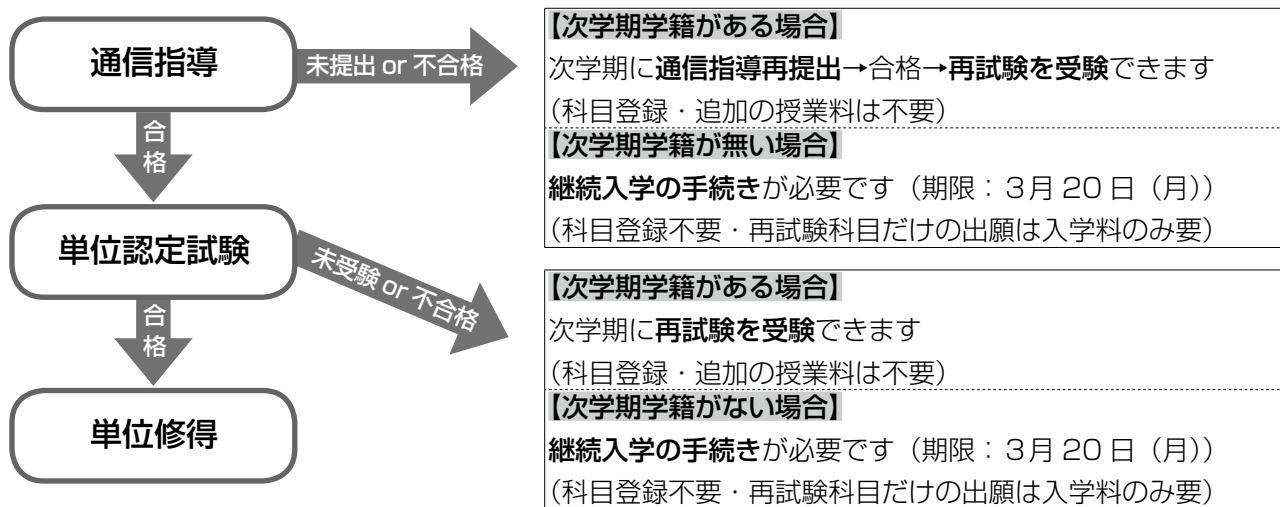 通信指導
未提出 or 不合格
【次学期学籍がある場合】
次学期に通信指導再提出→合格→再試験を受験できます
（科目登録・追加の授業料は不要）
【次学期学籍が無い場合】
継続入学の手続きが必要です（期限：３月 20 日（月））
（科目登録不要・再試験科目だけの出願は入学料のみ要）
合格
単位認定試験
未受験 or 不合格
【次学期学籍がある場合】
次学期に再試験を受験できます
（科目登録・追加の授業料は不要）
【次学期学籍がない場合】
継続入学の手続きが必要です（期限：３月 20 日（月））
（科目登録不要・再試験科目だけの出願は入学料のみ要）
合格
単位修得